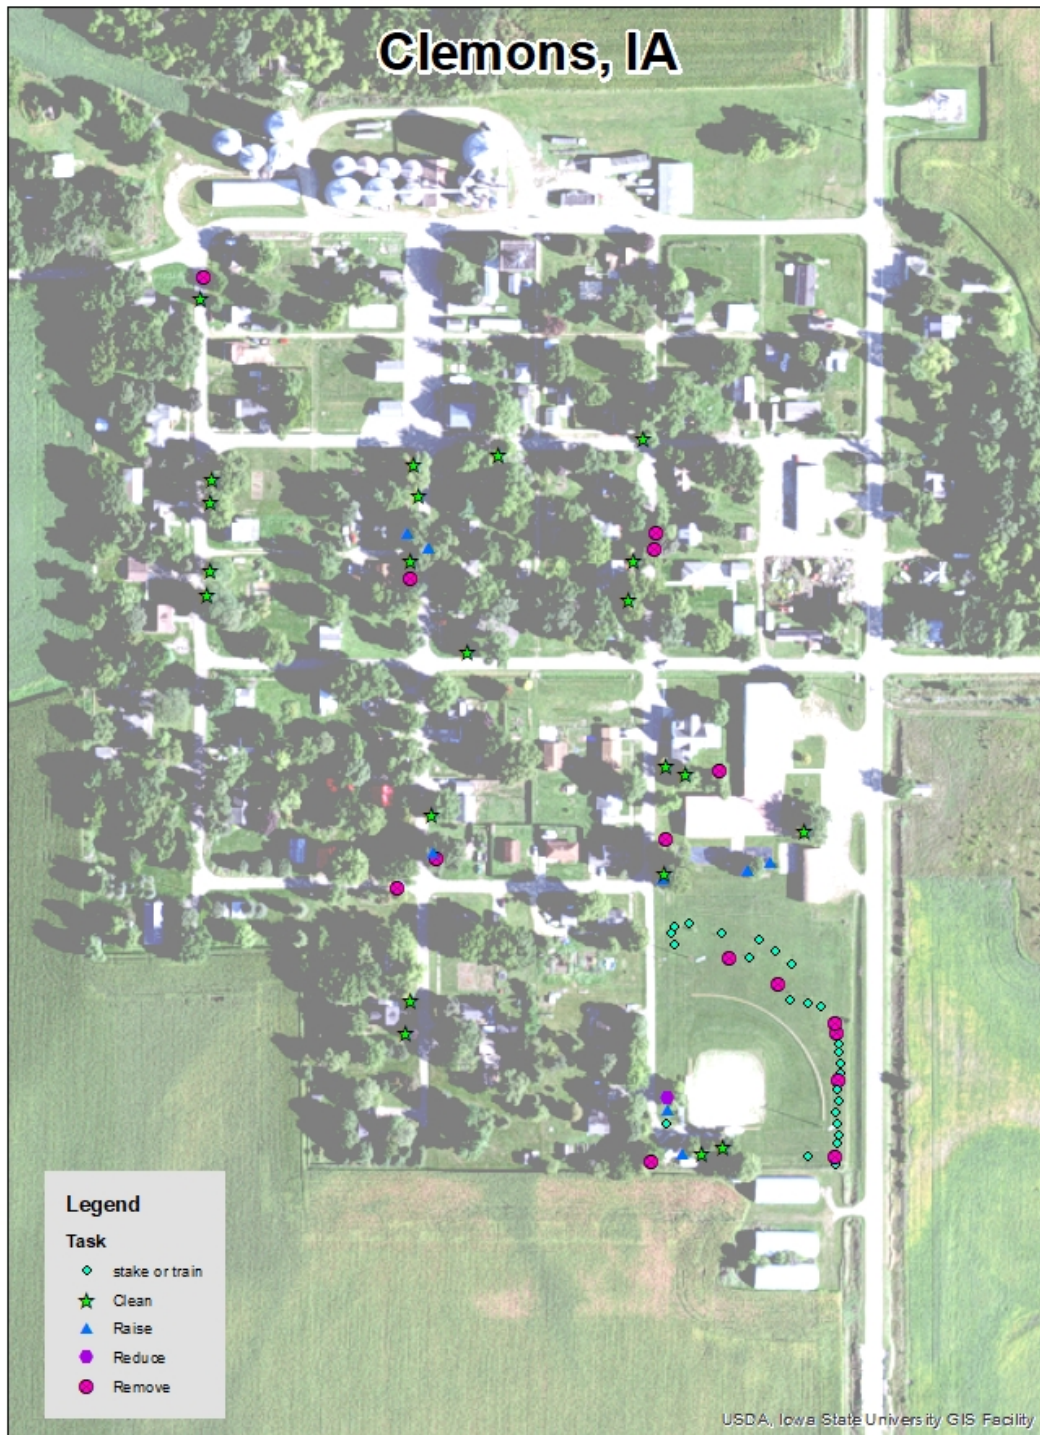 Clemons, IA
Legend
Task
stake or train
Clean
Raise
Reduce
Remove
USDA, Iowa State University GIS Facility